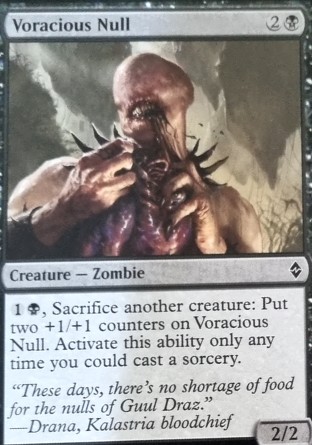 Voracious Null 2
Creature — Zombie
1, Sacrifice another creature: Put
two +1/+1 counters on Voracious
Null. Activate this ability only any
time you could cast a sorcery.
"These days, there's no shortage of food
for the nulls of Guul Draz."
—Drana, Kalastria bloodchief
2/2